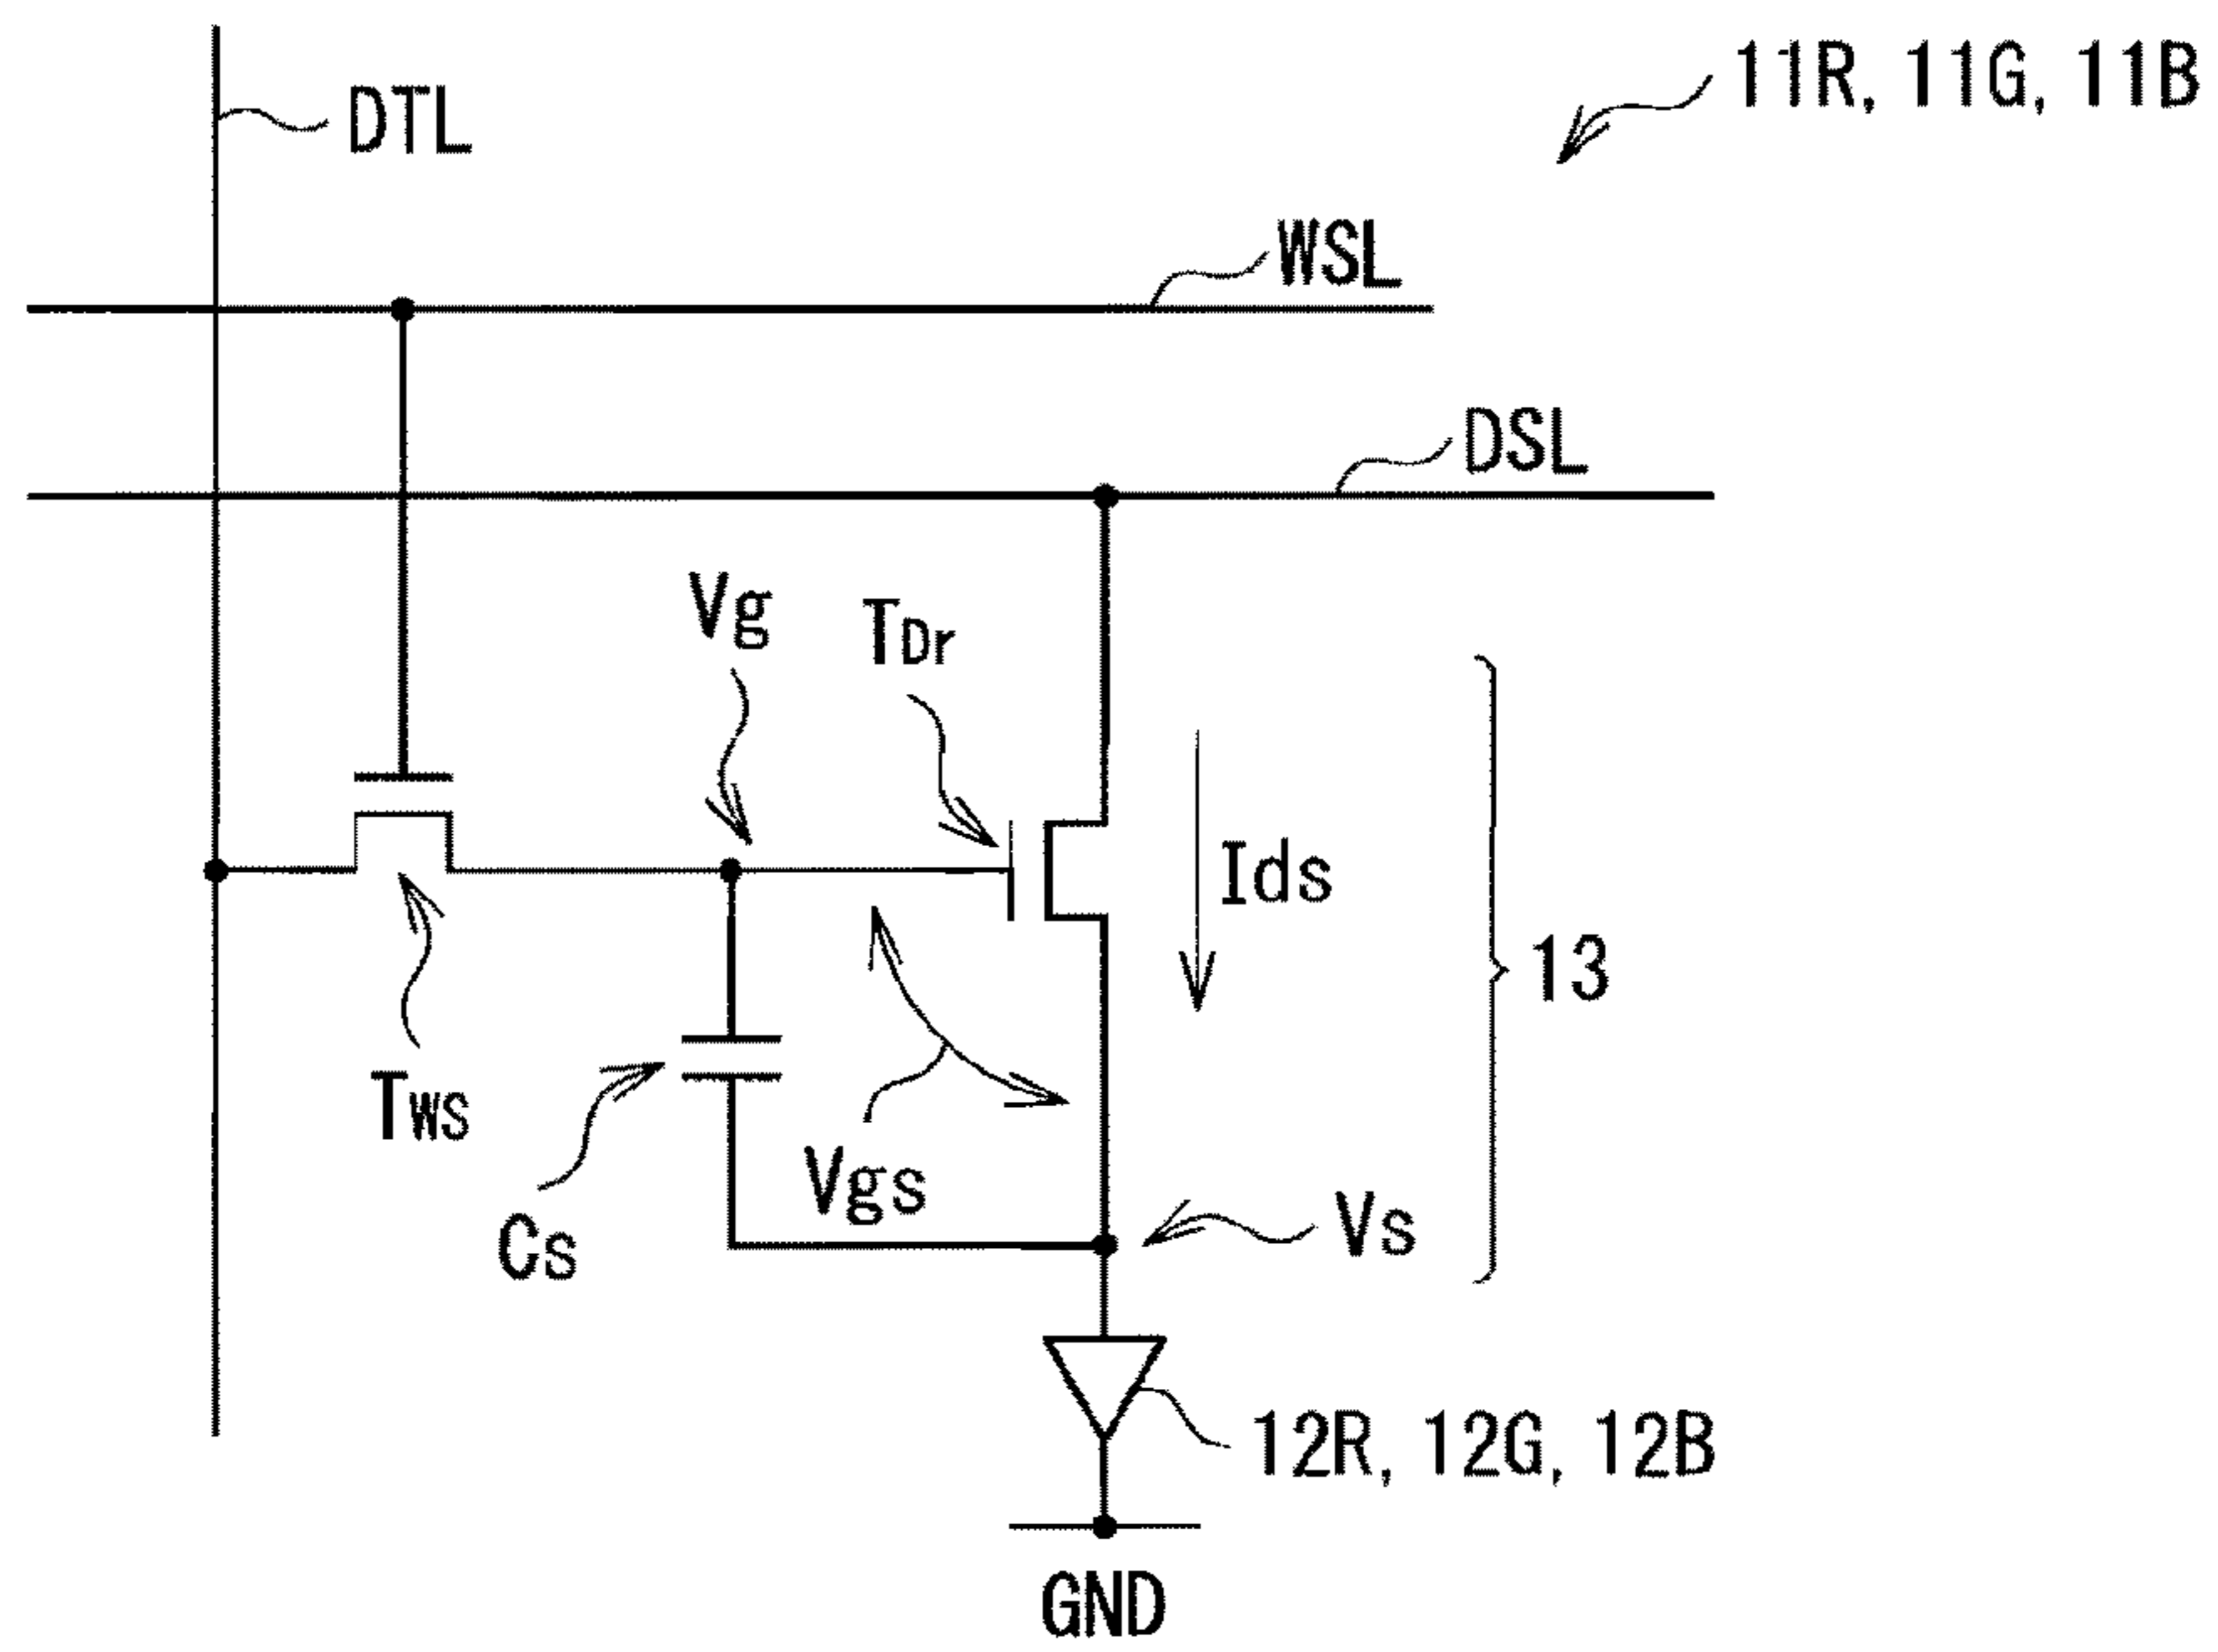 11R, 11G, 11B
DTL
WSL
DSL
Vg
TDr
Ids
13
Tws
Vgs
Cs
Vs
12R, 12G, 12B
GND